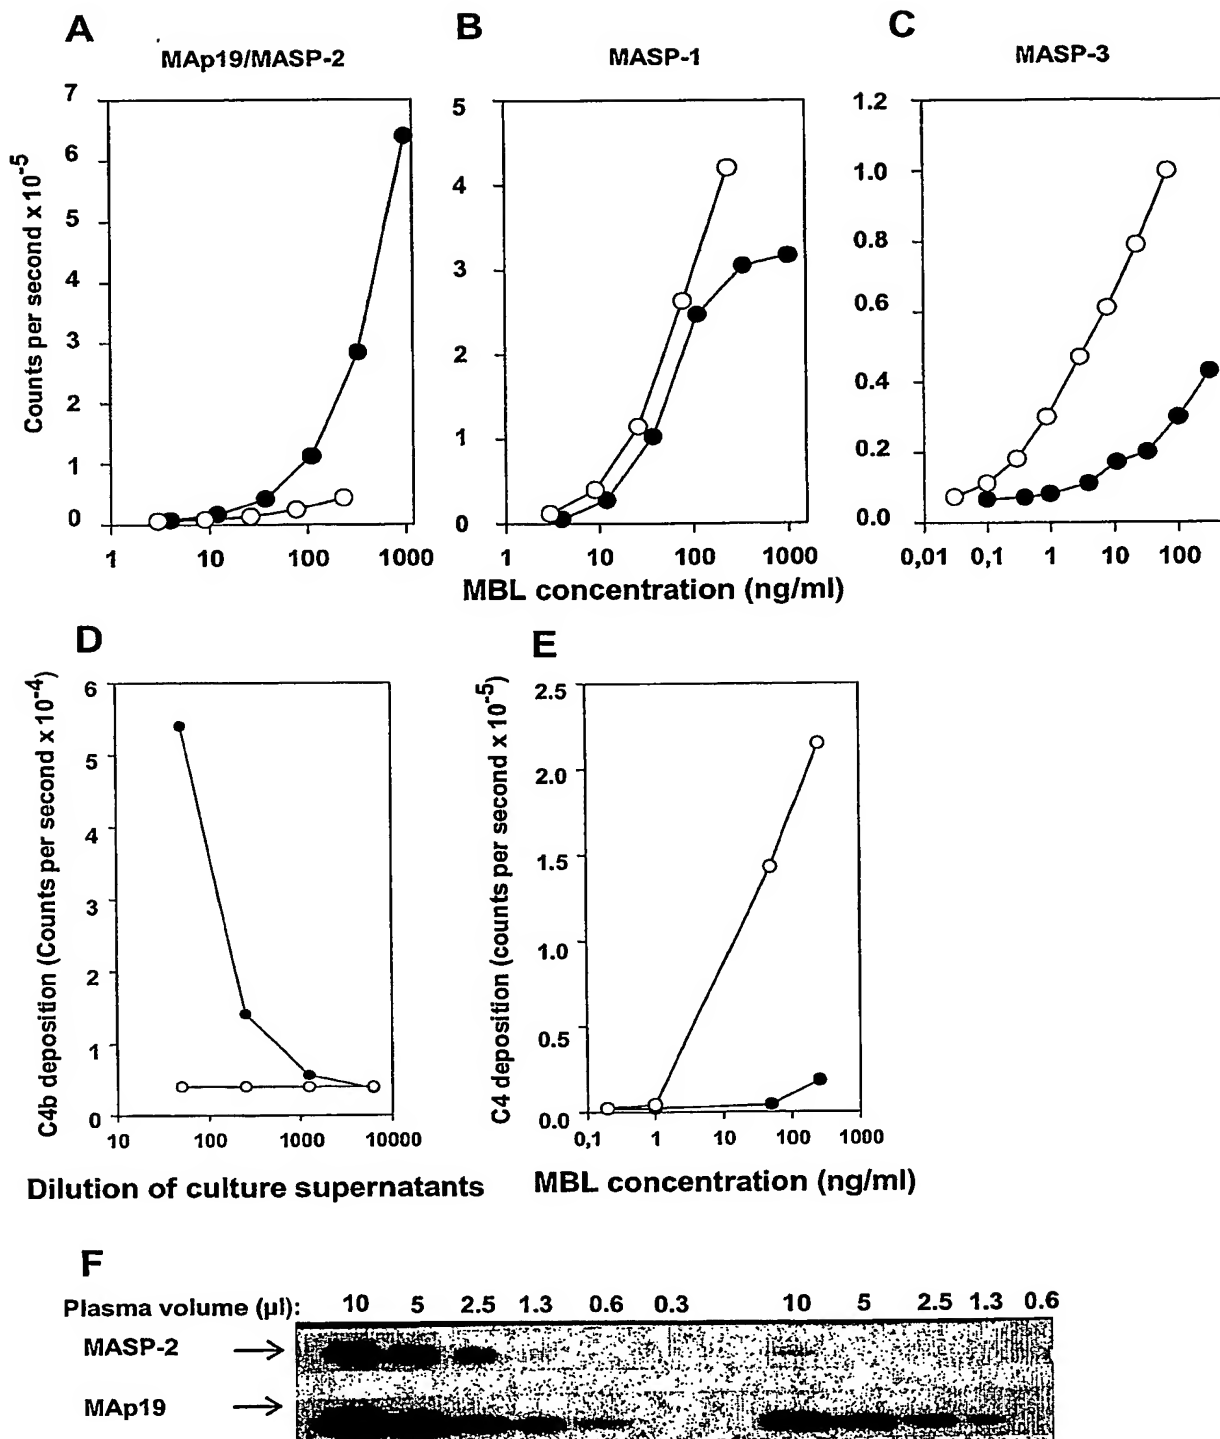 A B C
MAp19/MASP-2 MASP-1 MASP-3
Counts per second x 10-5
7
6
5
4
3
2
1
0
1 10 100 1000
5
4
3
2
1
0
1 10 100 1000
1.2
1.0
0.8
0.6
0.4
0.2
0.0
0,01 0,1 1 10 100
MBL concentration (ng/ml)
D E
C4b deposition (Counts per second x 10-4)
6
5
4
3
2
1
0
10 100 1000 10000
Dilution of culture supernatants
C4 deposition (counts per second x 10-5)
2.5
2.0
1.5
1.0
0.5
0.0
0,1 1 10 100 1000
MBL concentration (ng/ml)
F
Plasma volume (µl): 10 5 2.5 1.3 0.6 0.3 10 5 2.5 1.3 0.6
MASP-2
MAp19